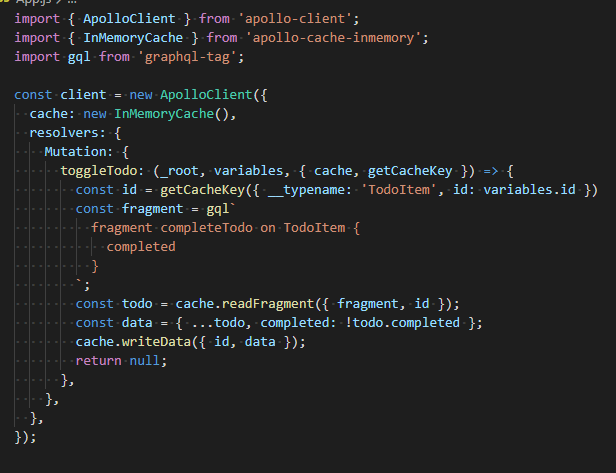 App.js > ...
import { ApolloClient } from 'apollo-client';
import { InMemoryCache } from 'apollo-cache-inmemory';
import gql from 'graphql-tag';

const client = new ApolloClient({
  cache: new InMemoryCache(),
  resolvers: {
    Mutation: {
      toggleTodo: (_root, variables, { cache, getCacheKey }) => {
        const id = getCacheKey({ __typename: 'TodoItem', id: variables.id })
        const fragment = gql`
          fragment completeTodo on TodoItem {
            completed
          }
        `;
        const todo = cache.readFragment({ fragment, id });
        const data = { ...todo, completed: !todo.completed };
        cache.writeData({ id, data });
        return null;
      },
    },
  },
});